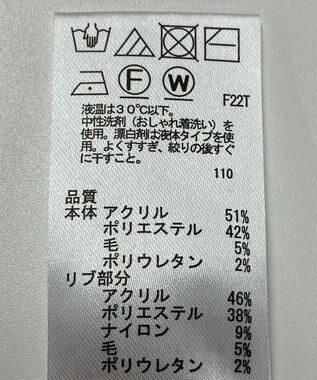 F W
F22T
液温は30℃以下。
中性洗剤(おしゃれ着洗い)を
使用。漂白剤は液体タイプを使
用。よくすすぎ、絞りの後すぐ
に干すこと。
110
品質
本体 アクリル 51%
ポリエステル 42%
毛 5%
ポリウレタン 2%
リブ部分
アクリル 46%
ポリエステル 38%
ナイロン 9%
毛 5%
ポリウレタン 2%